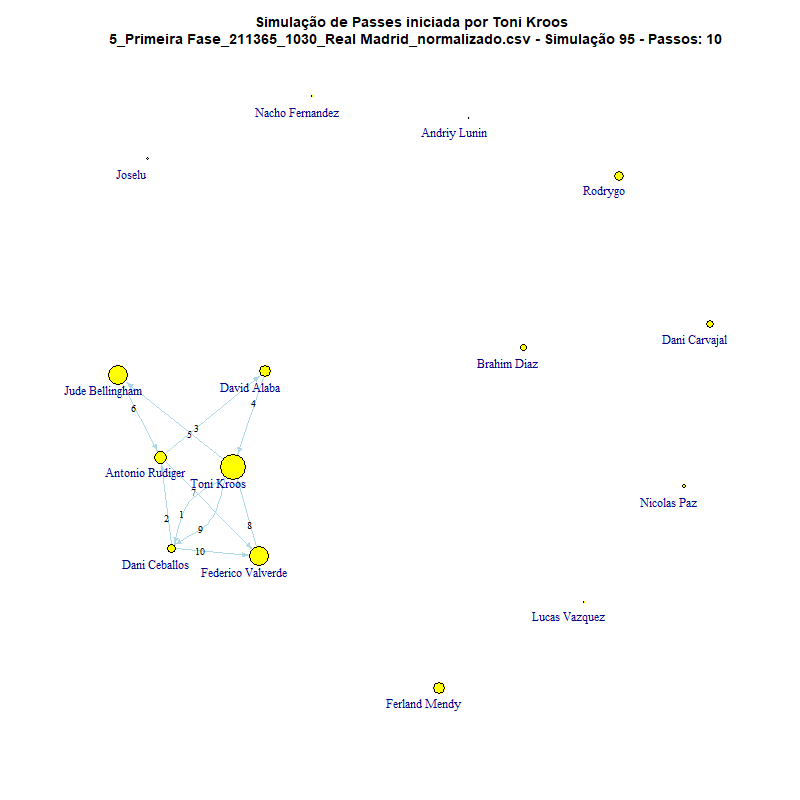 Simulação de Passes iniciada por Toni Kroos
5_Primeira Fase_211365_1030_Real Madrid_normalizado.csv - Simulação 95 - Passos: 10
Nacho Fernandez
Andriy Lunin
Joselu
Rodrygo
Dani Carvajal
Brahim Diaz
David Alaba
Jude Bellingham
4
6
3
5
Antonio Rudiger
Toni Kroos
7
Nicolas Paz
1
2
8
9
10
Dani Ceballos
Federico Valverde
Lucas Vazquez
Ferland Mendy